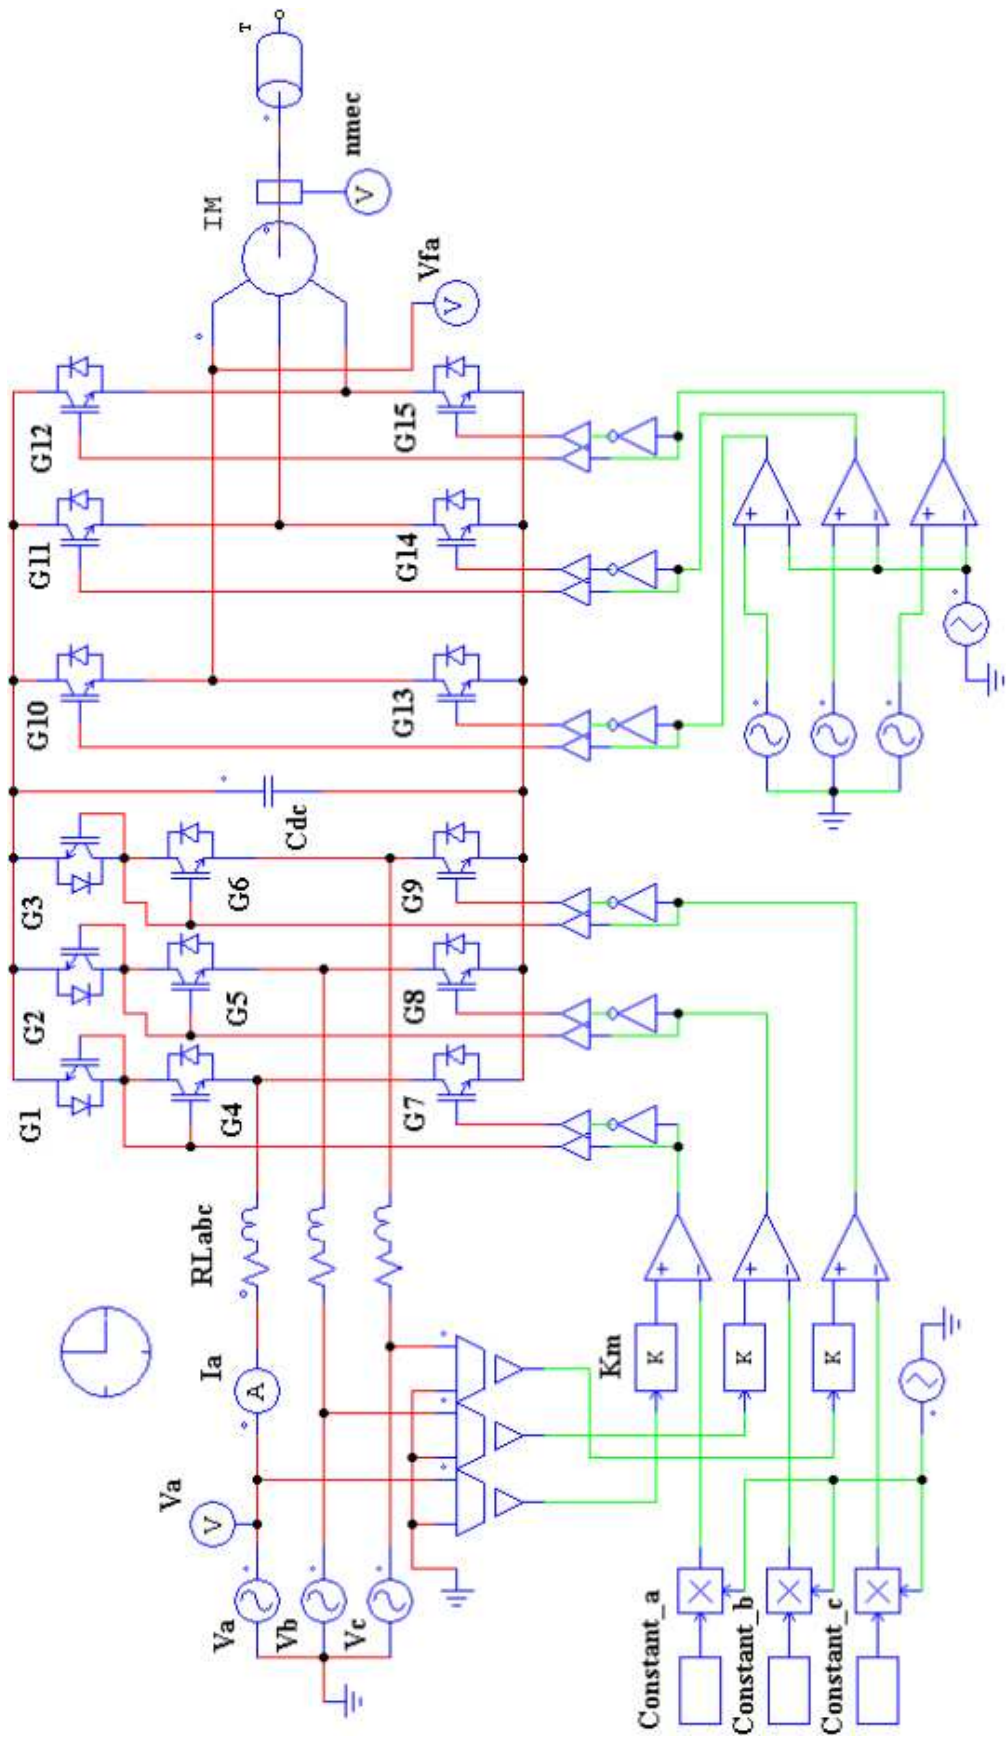 T
nmec
V
IM
Vfa
V
G12
G15
G11
G14
G10
G13
Cdc
G3
G6
G9
G2
G5
G8
G1
G4
G7
RLabc
Ia
A
Va
V
Va
Vb
Vc
Km
K
K
K
+
-
+
-
+
-
+
-
+
-
+
-
Constant_a
Constant_b
Constant_c